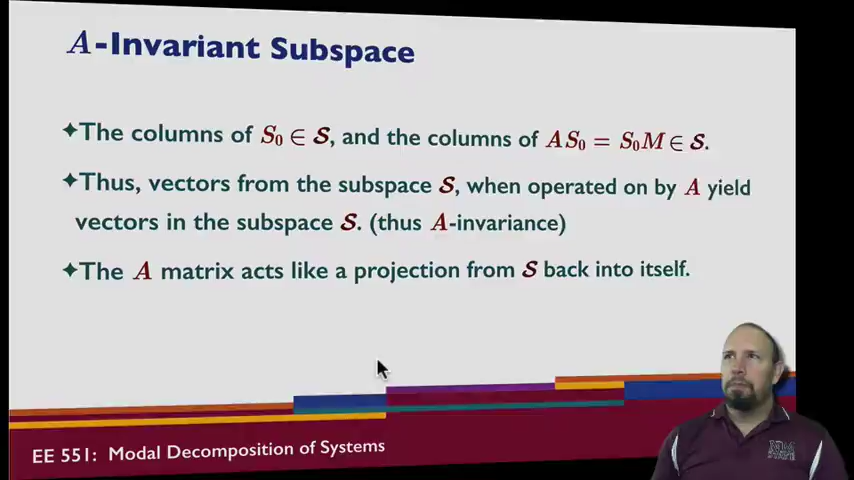 A-Invariant Subspace
✦The columns of S₀ ∈ 𝓢, and the columns of AS₀ = S₀M ∈ 𝓢.
✦Thus, vectors from the subspace 𝓢, when operated on by A yield
vectors in the subspace 𝓢. (thus A-invariance)
✦The A matrix acts like a projection from 𝓢 back into itself.
EE 551: Modal Decomposition of Systems